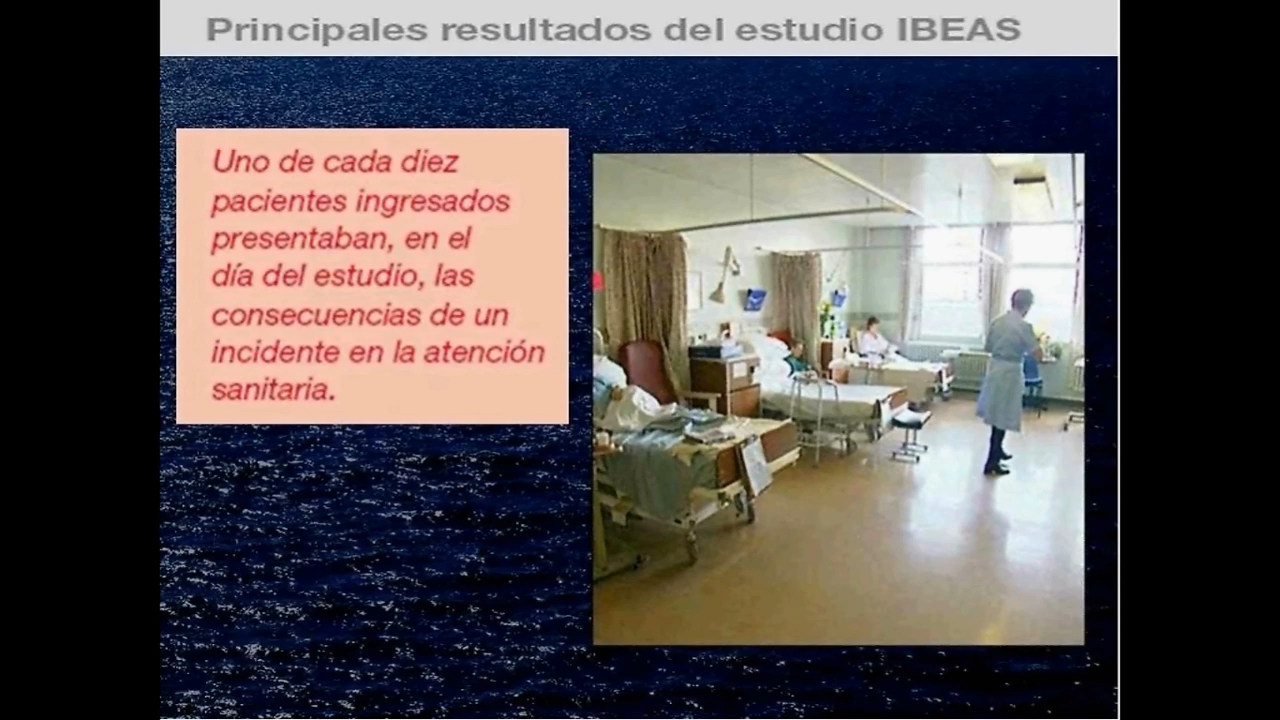 Principales resultados del estudio IBEAS
Uno de cada diez
pacientes ingresados
presentaban, en el
día del estudio, las
consecuencias de un
incidente en la atención
sanitaria.